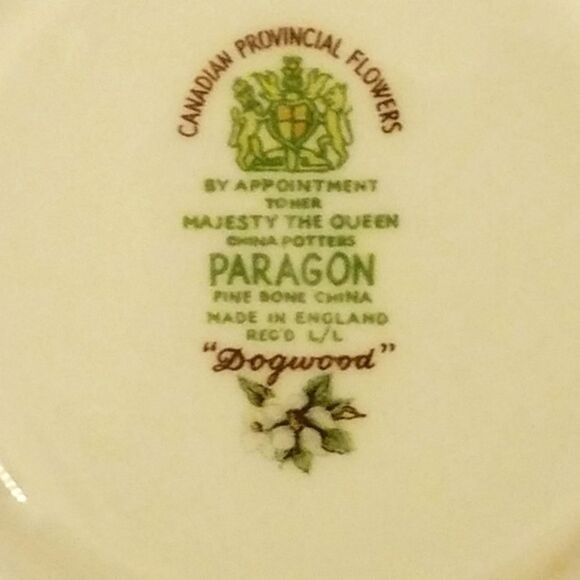 CANADIAN PROVINCIAL FLOWERS
BY APPOINTMENT
TO HER
MAJESTY THE QUEEN
CHINA POTTERS
PARAGON
FINE BONE CHINA
MADE IN ENGLAND
REG'D L/L
"Dogwood"